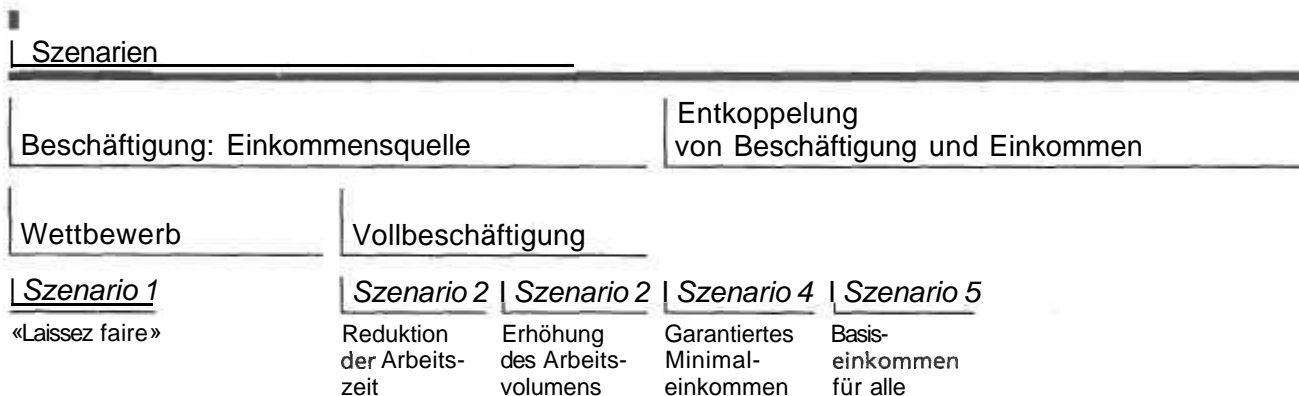 Szenarien
Entkoppelung
Beschäftigung: Einkommensquelle
von Beschäftigung und Einkommen
Wettbewerb
Vollbeschäftigung
Szenario 1
Szenario 2
Szenario 2
Szenario 4
Szenario 5
«Laissez faire»
Reduktion
der Arbeits-
zeit
Erhöhung
des Arbeits-
volumens
Garantiertes
Minimal-
einkommen
Basis-
einkommen
für alle